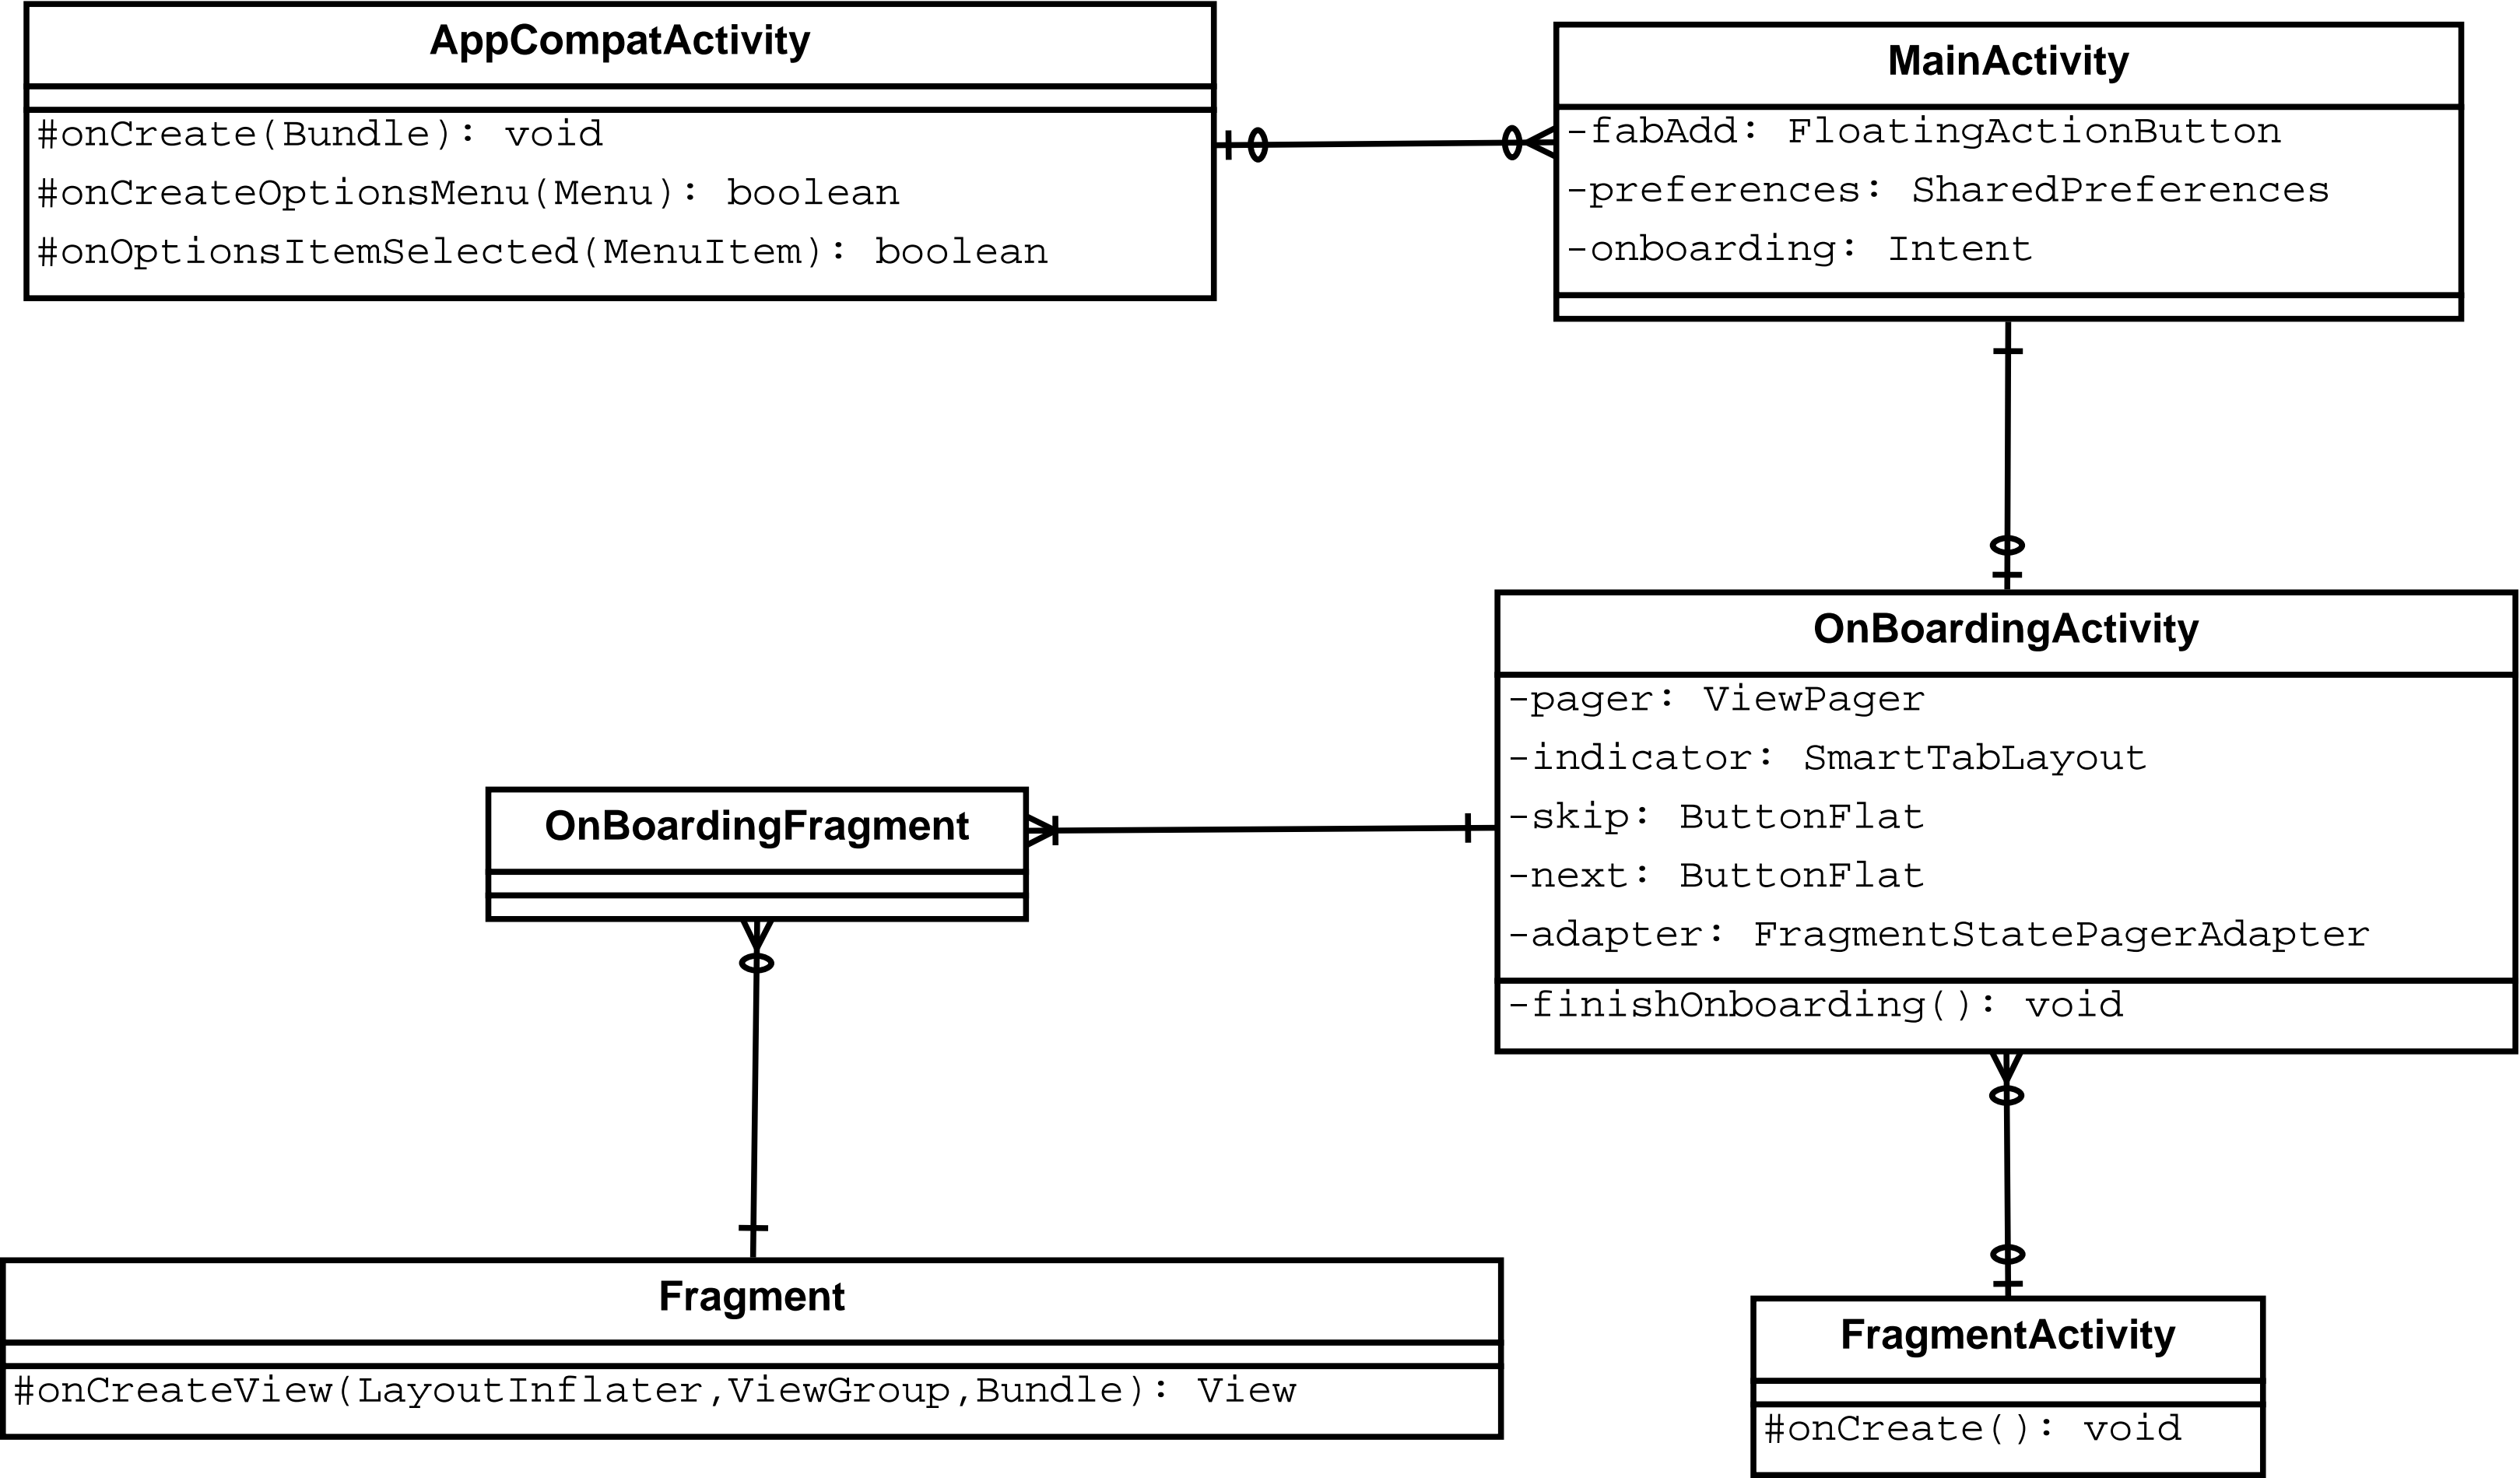 AppCompatActivity
#onCreate(Bundle): void
#onCreateOptionsMenu(Menu): boolean
#onOptionsItemSelected(MenuItem): boolean
MainActivity
-fabAdd: FloatingActionButton
-preferences: SharedPreferences
-onboarding: Intent
OnBoardingActivity
-pager: ViewPager
-indicator: SmartTabLayout
-skip: ButtonFlat
-next: ButtonFlat
-adapter: FragmentStatePagerAdapter
-finishOnboarding(): void
OnBoardingFragment
Fragment
#onCreateView(LayoutInflater,ViewGroup,Bundle): View
FragmentActivity
#onCreate(): void